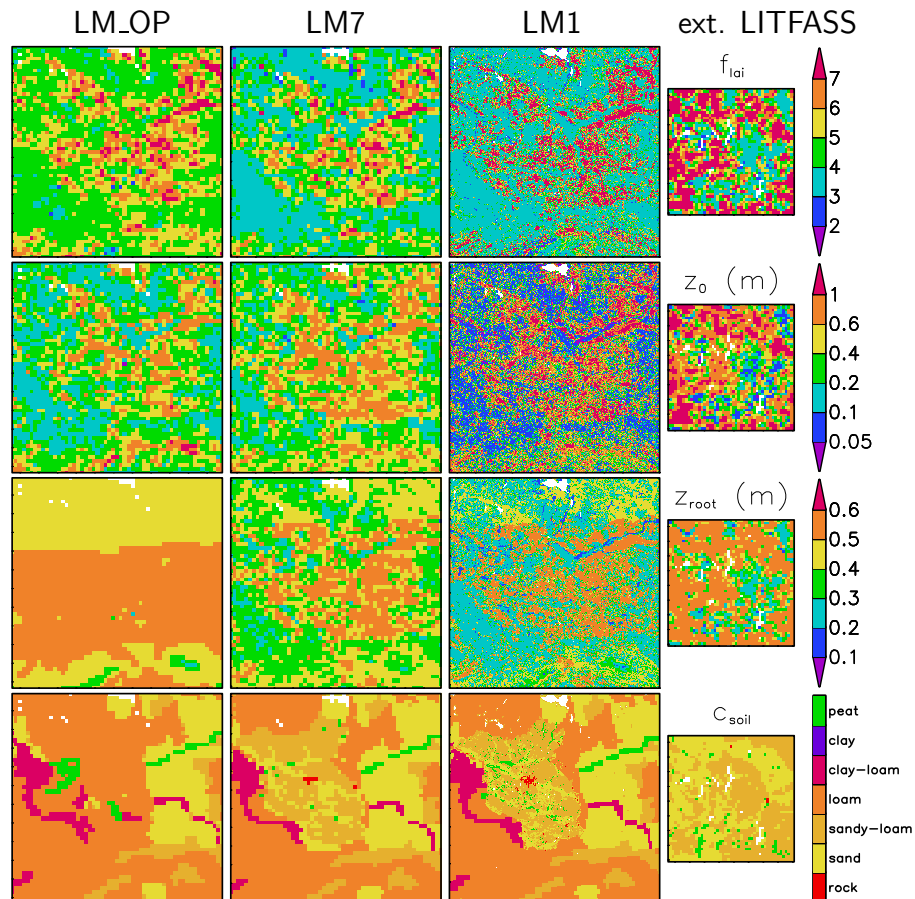 LM_OP LM7 LM1 ext. LITFASS
f_lai
7
6
5
4
3
2
z_0 (m)
1
0.6
0.4
0.2
0.1
0.05
z_root (m)
0.6
0.5
0.4
0.3
0.2
0.1
c_soil
peat
clay
clay-loam
loam
sandy-loam
sand
rock